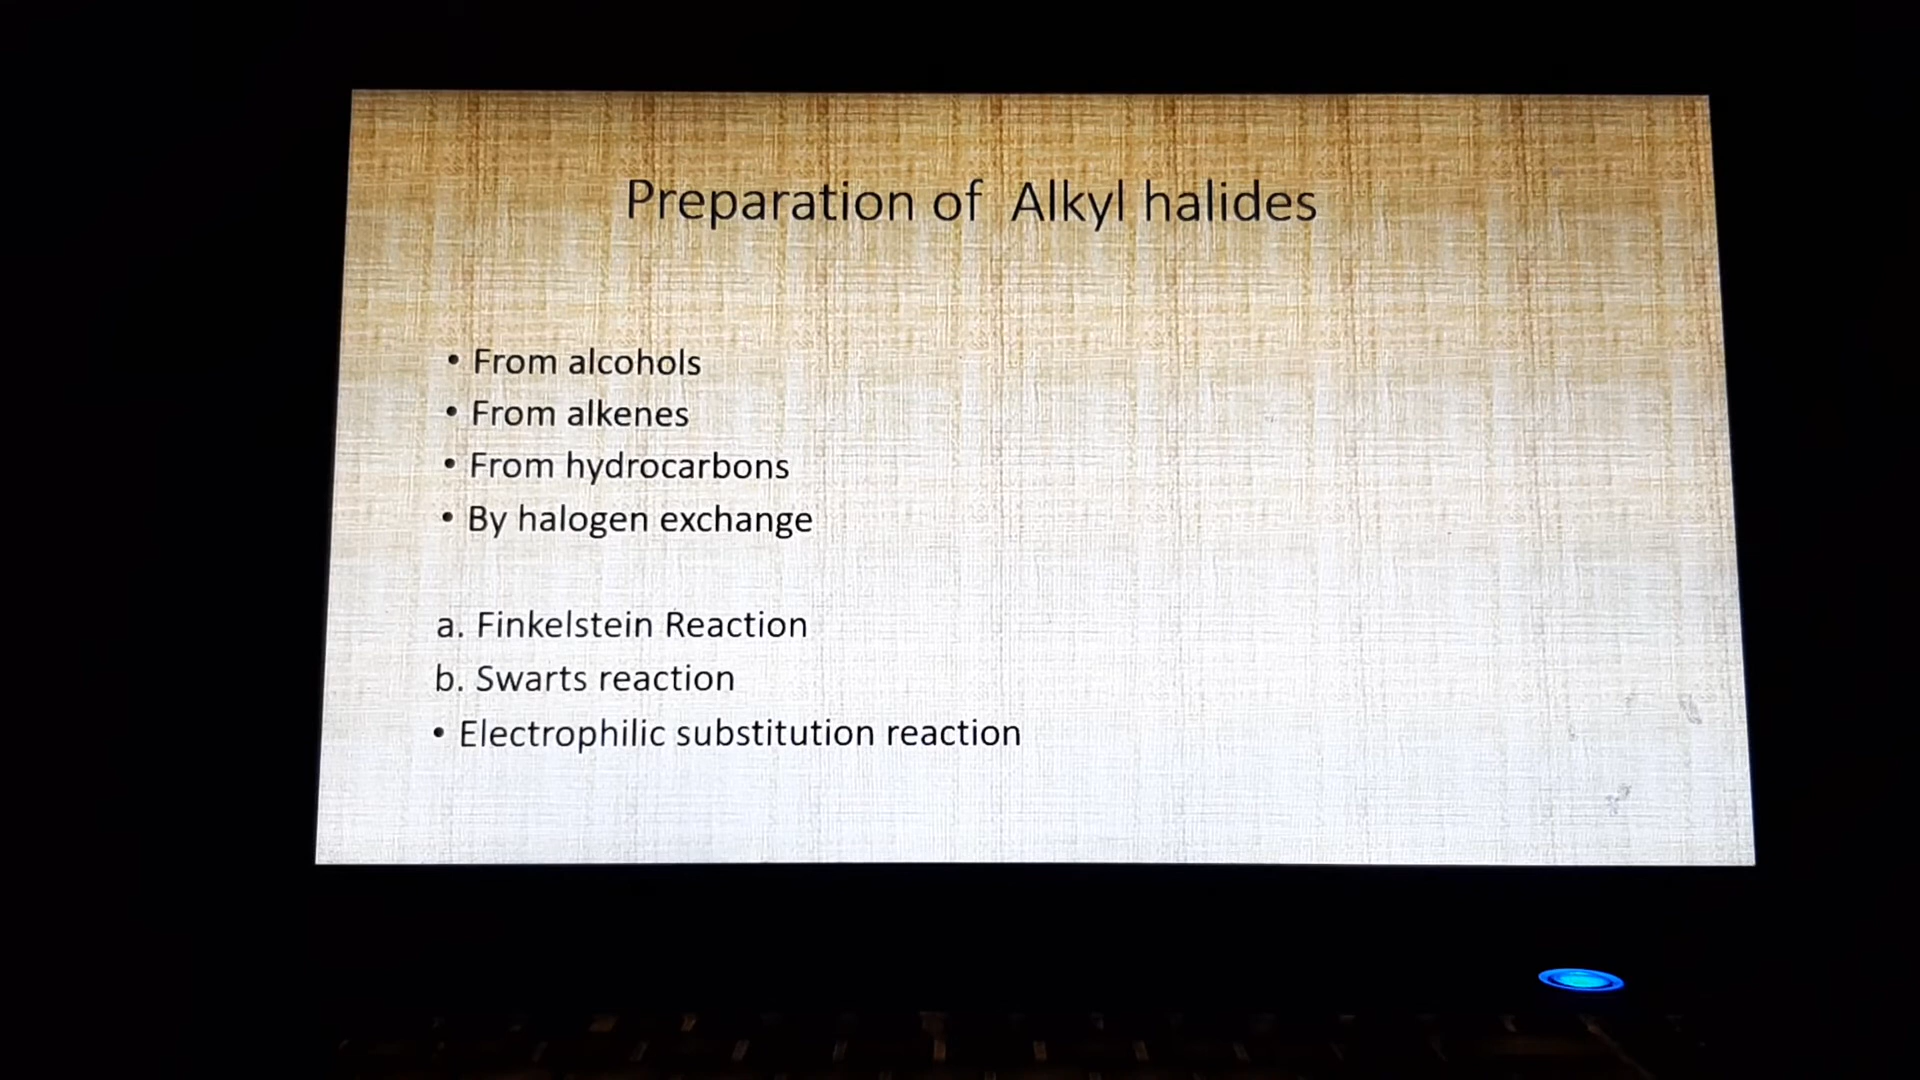 Preparation of Alkyl halides
• From alcohols
• From alkenes
• From hydrocarbons
• By halogen exchange
a. Finkelstein Reaction
b. Swarts reaction
• Electrophilic substitution reaction